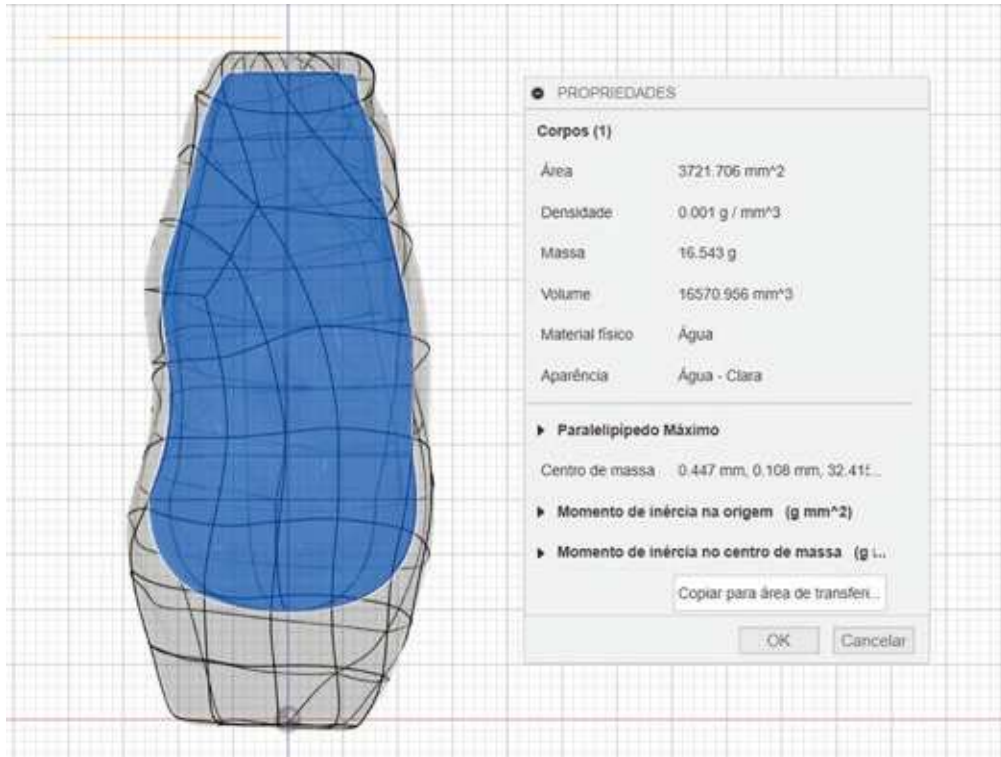 PROPRIEDADES
Corpos (1)
Área 3721.706 mm^2
Densidade 0.001 g / mm^3
Massa 16.543 g
Volume 16570.956 mm^3
Material físico Água
Aparência Água - Clara
Paralelipípedo Máximo
Centro de massa 0.447 mm, 0.108 mm, 32.415...
Momento de inércia na origem (g mm^2)
Momento de inércia no centro de massa (g ...
Copiar para área de transferê...
OK Cancelar